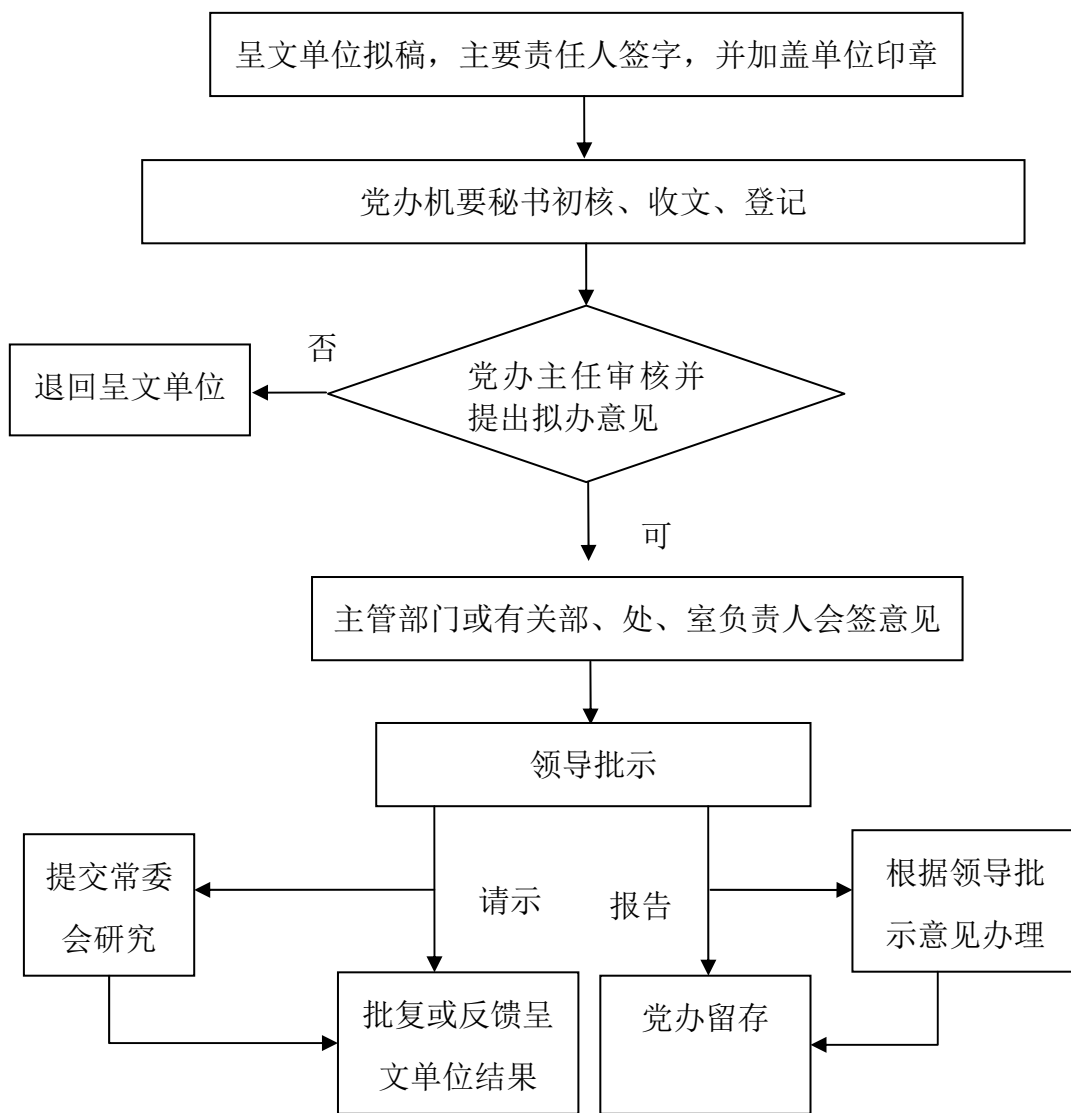 呈文单位拟稿，主要责任人签字，并加盖单位印章
党办机要秘书初核、收文、登记
否
退回呈文单位
党办主任审核并
提出拟办意见
可
主管部门或有关部、处、室负责人会签意见
领导批示
提交常委
会研究
请示
报告
根据领导批
示意见办理
批复或反馈呈
文单位结果
党办留存